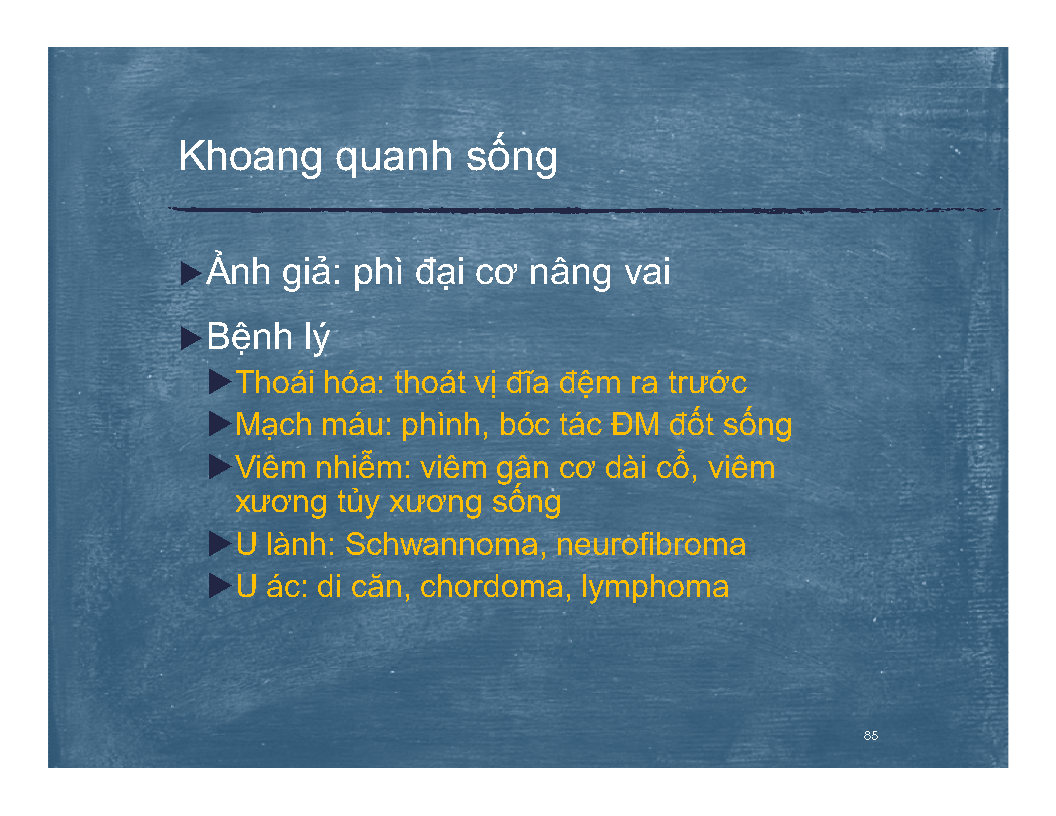 Khoang quanh sống
Ảnh giả: phì đại cơ nâng vai
Bệnh lý
Thoái hóa: thoát vị đĩa đệm ra trước
Mạch máu: phình, bóc tác ĐM đốt sống
Viêm nhiễm: viêm gân cơ dài cổ, viêm
xương tủy xương sống
U lành: Schwannoma, neurofibroma
U ác: di căn, chordoma, lymphoma
85